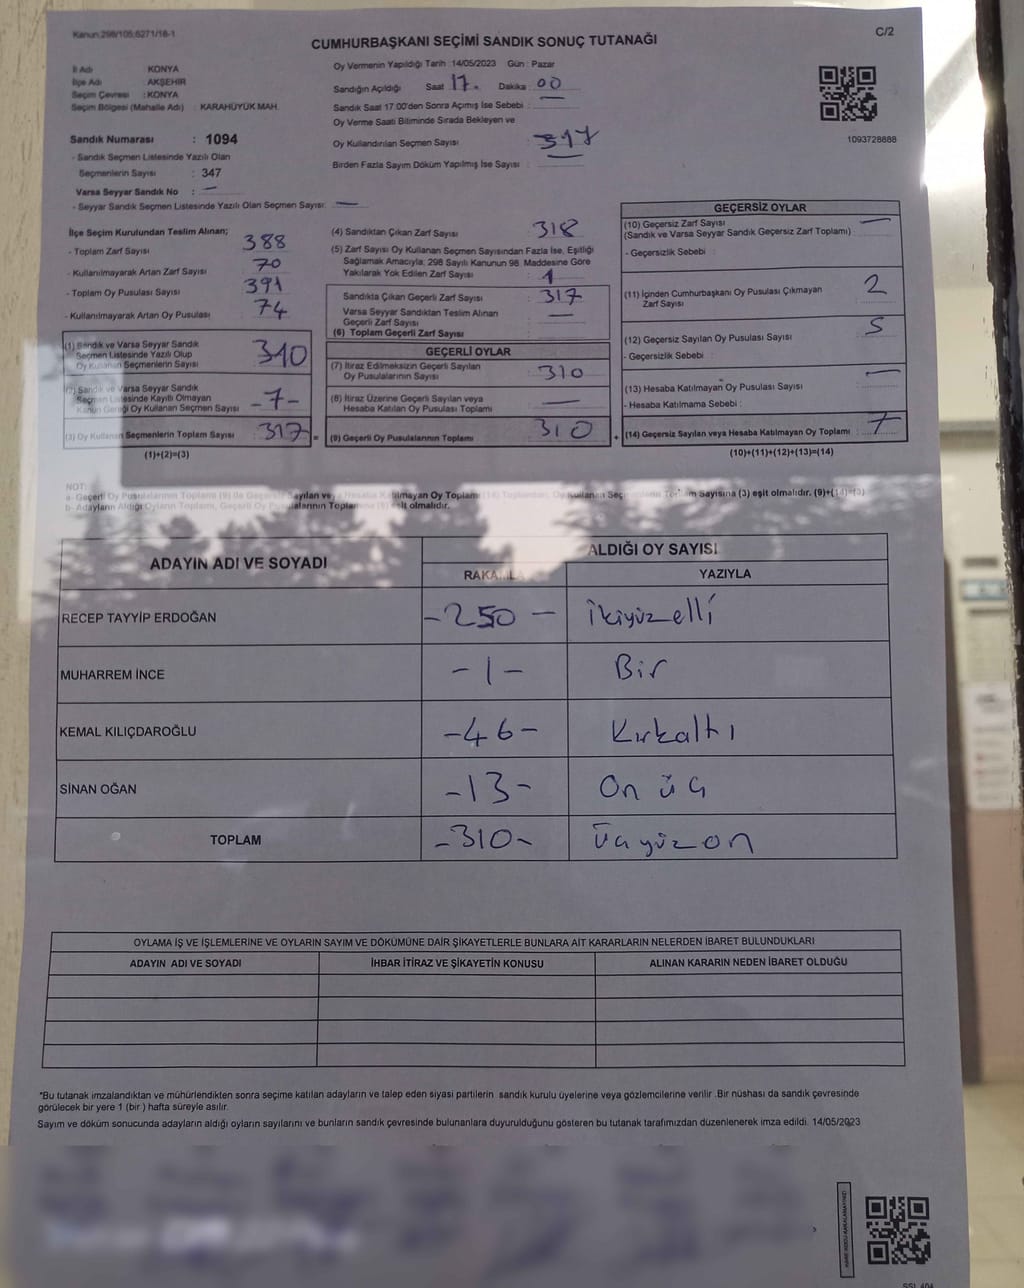 Kanun:298/105;6271/16-1
C/2
CUMHURBAŞKANI SEÇİMİ SANDIK SONUÇ TUTANAĞI
İl Adı KONYA
İlçe Adı : AKŞEHİR
Seçim Çevresi : KONYA
Seçim Bölgesi (Mahalle Adı) : KARAHÜYÜK MAH.
Sandık Numarası : 1094
- Sandık Seçmen Listesinde Yazılı Olan
Seçmenlerin Sayısı : 347
Varsa Seyyar Sandık No : —
- Seyyar Sandık Seçmen Listesinde Yazılı Olan Seçmen Sayısı: —
Oy Vermenin Yapıldığı Tarih :14/05/2023 Gün : Pazar
Sandığın Açıldığı Saat 17. Dakika 00
Sandık Saat 17:00'den Sonra Açımış İse Sebebi : —
Oy Verme Saati Bitiminde Sırada Bekleyen ve
Oy Kullandırılan Seçmen Sayısı : 317
Birden Fazla Sayım Döküm Yapılmış İse Sayısı : —
1093728888
İlçe Seçim Kurulundan Teslim Alınan;
- Toplam Zarf Sayısı 388
- Kullanılmayarak Artan Zarf Sayısı 70
- Toplam Oy Pusulası Sayısı 391
- Kullanılmayarak Artan Oy Pusulası 74
(1) Sandık ve Varsa Seyyar Sandık
Seçmen Listesinde Yazılı Olup
Oy Kullanan Seçmenlerin Sayısı 310
(2) Sandık ve Varsa Seyyar Sandık
Seçmen Listesinde Kayıtlı Olmayan
Kanun Gereği Oy Kullanan Seçmen Sayısı -7-
(3) Oy Kullanan Seçmenlerin Toplam Sayısı 317 =
(1)+(2)=(3)
(4) Sandıktan Çıkan Zarf Sayısı 318
(5) Zarf Sayısı Oy Kullanan Seçmen Sayısından Fazla İse, Eşitliği
Sağlamak Amacıyla; 298 Sayılı Kanunun 98. Maddesine Göre
Yakılarak Yok Edilen Zarf Sayısı 1
Sandıkta Çıkan Geçerli Zarf Sayısı 317
Varsa Seyyar Sandıktan Teslim Alınan
Geçerli Zarf Sayısı —
(6) Toplam Geçerli Zarf Sayısı
GEÇERLİ OYLAR
(7) İtiraz Edilmeksizin Geçerli Sayılan
Oy Pusulalarının Sayısı 310
(8) İtiraz Üzerine Geçerli Sayılan veya
Hesaba Katılan Oy Pusulası Toplamı —
(9) Geçerli Oy Pusulalarının Toplamı 310 +
GEÇERSİZ OYLAR
(10) Geçersiz Zarf Sayısı —
(Sandık ve Varsa Seyyar Sandık Geçersiz Zarf Toplamı)
- Geçersizlik Sebebi :
(11) İçinden Cumhurbaşkanı Oy Pusulası Çıkmayan
Zarf Sayısı 2
(12) Geçersiz Sayılan Oy Pusulası Sayısı 5
- Geçersizlik Sebebi :
(13) Hesaba Katılmayan Oy Pusulası Sayısı —
- Hesaba Katılmama Sebebi :
(14) Geçersiz Sayılan veya Hesaba Katılmayan Oy Toplamı : 7
(10)+(11)+(12)+(13)=(14)
NOT:
a- Geçerli Oy Pusulalarının Toplamı (9) ile Geçersiz Sayılan veya Hesaba Katılmayan Oy Toplamı (14) Toplamları, Oy Kullanan Seçmenlerin Toplam Sayısına (3) eşit olmalıdır. (9)+(14)=(3)
b- Adayların Aldığı Oyların Toplamı, Geçerli Oy Pusulalarının Toplamına (9) eşit olmalıdır.
ADAYIN ADI VE SOYADI ALDIĞI OY SAYISI
RAKAMLA YAZIYLA
RECEP TAYYİP ERDOĞAN -250- İkiyüzelli
MUHARREM İNCE -1- Bir
KEMAL KILIÇDAROĞLU -46- Kırkaltı
SİNAN OĞAN -13- On üç
TOPLAM -310- Üçyüzon
OYLAMA İŞ VE İŞLEMLERİNE VE OYLARIN SAYIM VE DÖKÜMÜNE DAİR ŞİKAYETLERLE BUNLARA AİT KARARLARIN NELERDEN İBARET BULUNDUKLARI
ADAYIN ADI VE SOYADI İHBAR İTİRAZ VE ŞİKAYETİN KONUSU ALINAN KARARIN NEDEN İBARET OLDUĞU
*Bu tutanak imzalandıktan ve mühürlendikten sonra seçime katılan adayların ve talep eden siyasi partilerin sandık kurulu üyelerine veya gözlemcilerine verilir .Bir nüshası da sandık çevresinde
görülecek bir yere 1 (bir ) hafta süreyle asılır.
Sayım ve döküm sonucunda adayların aldığı oyların sayılarını ve bunların sandık çevresinde bulunanlara duyurulduğunu gösteren bu tutanak tarafımızdan düzenlenerek imza edildi. 14/05/2023